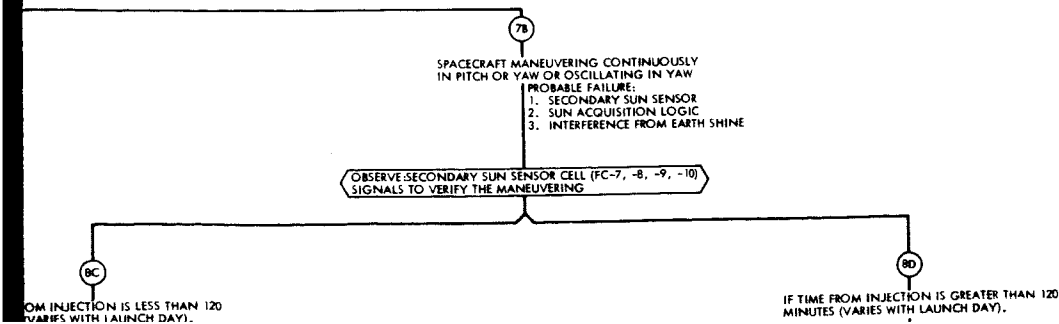 7B
SPACECRAFT MANEUVERING CONTINUOUSLY
IN PITCH OR YAW OR OSCILLATING IN YAW
PROBABLE FAILURE:
1. SECONDARY SUN SENSOR
2. SUN ACQUISITION LOGIC
3. INTERFERENCE FROM EARTH SHINE
OBSERVE:SECONDARY SUN SENSOR CELL (FC-7, -8, -9, -10)
SIGNALS TO VERIFY THE MANEUVERING
8C
OM INJECTION IS LESS THAN 120
(VARIES WITH LAUNCH DAY).
8D
IF TIME FROM INJECTION IS GREATER THAN 120
MINUTES (VARIES WITH LAUNCH DAY).